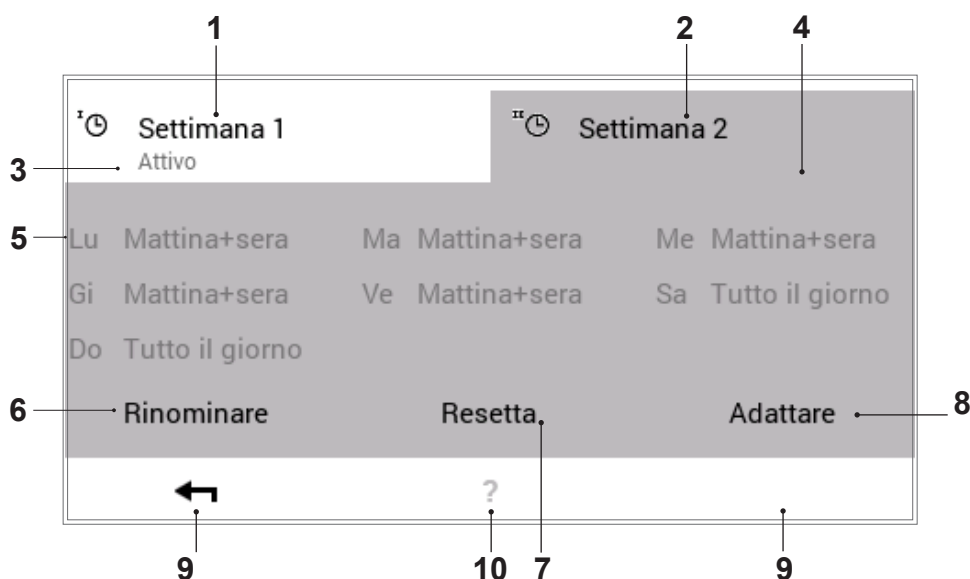 1 2 4
I Settimana 1 II Settimana 2
3 Attivo
5 Lu Mattina+sera Ma Mattina+sera Me Mattina+sera
Gi Mattina+sera Ve Mattina+sera Sa Tutto il giorno
Do Tutto il giorno
6 Rinominare Resetta Adattare 8
?
9 10 7 9